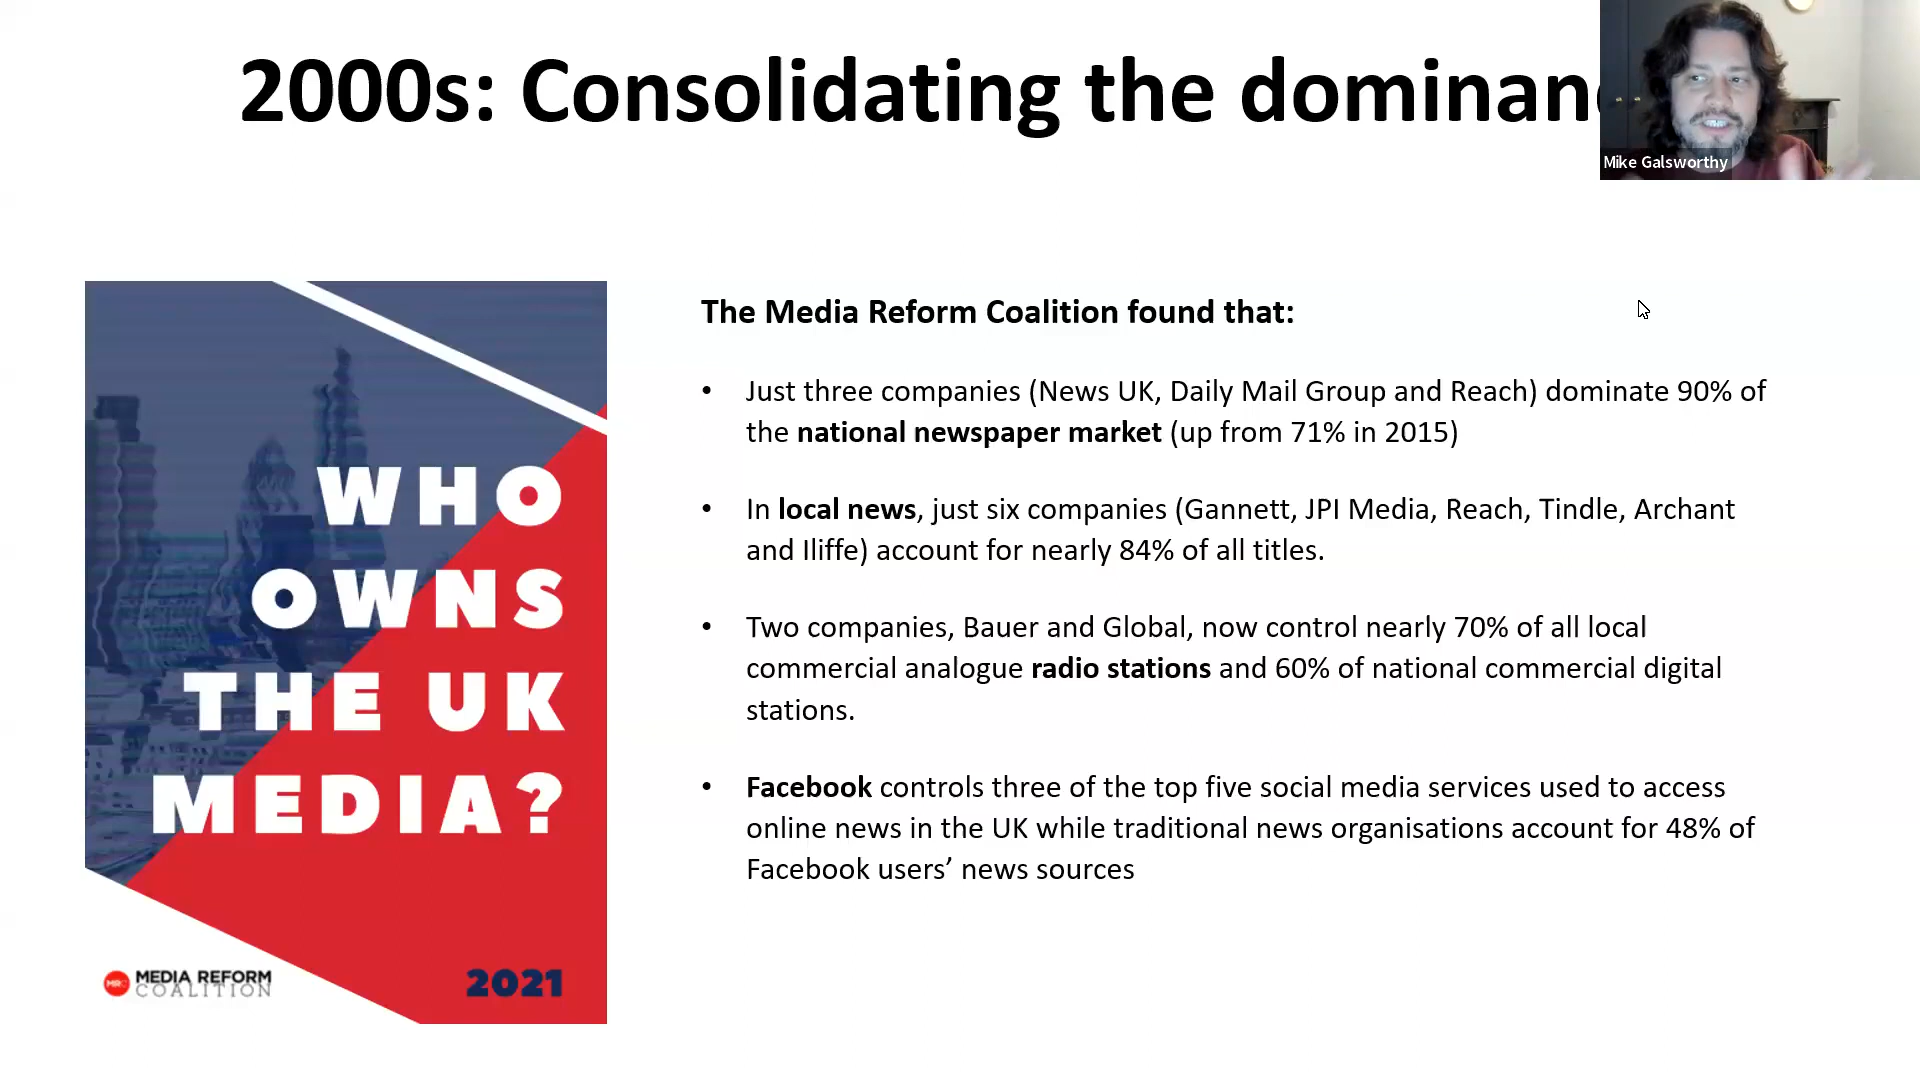 2000s: Consolidating the dominan
Mike Galsworthy
WHO
OWNS
THE UK
MEDIA?
MRC
MEDIA REFORM
COALITION
2021
The Media Reform Coalition found that:
• Just three companies (News UK, Daily Mail Group and Reach) dominate 90% of
the national newspaper market (up from 71% in 2015)
• In local news, just six companies (Gannett, JPI Media, Reach, Tindle, Archant
and Iliffe) account for nearly 84% of all titles.
• Two companies, Bauer and Global, now control nearly 70% of all local
commercial analogue radio stations and 60% of national commercial digital
stations.
• Facebook controls three of the top five social media services used to access
online news in the UK while traditional news organisations account for 48% of
Facebook users’ news sources